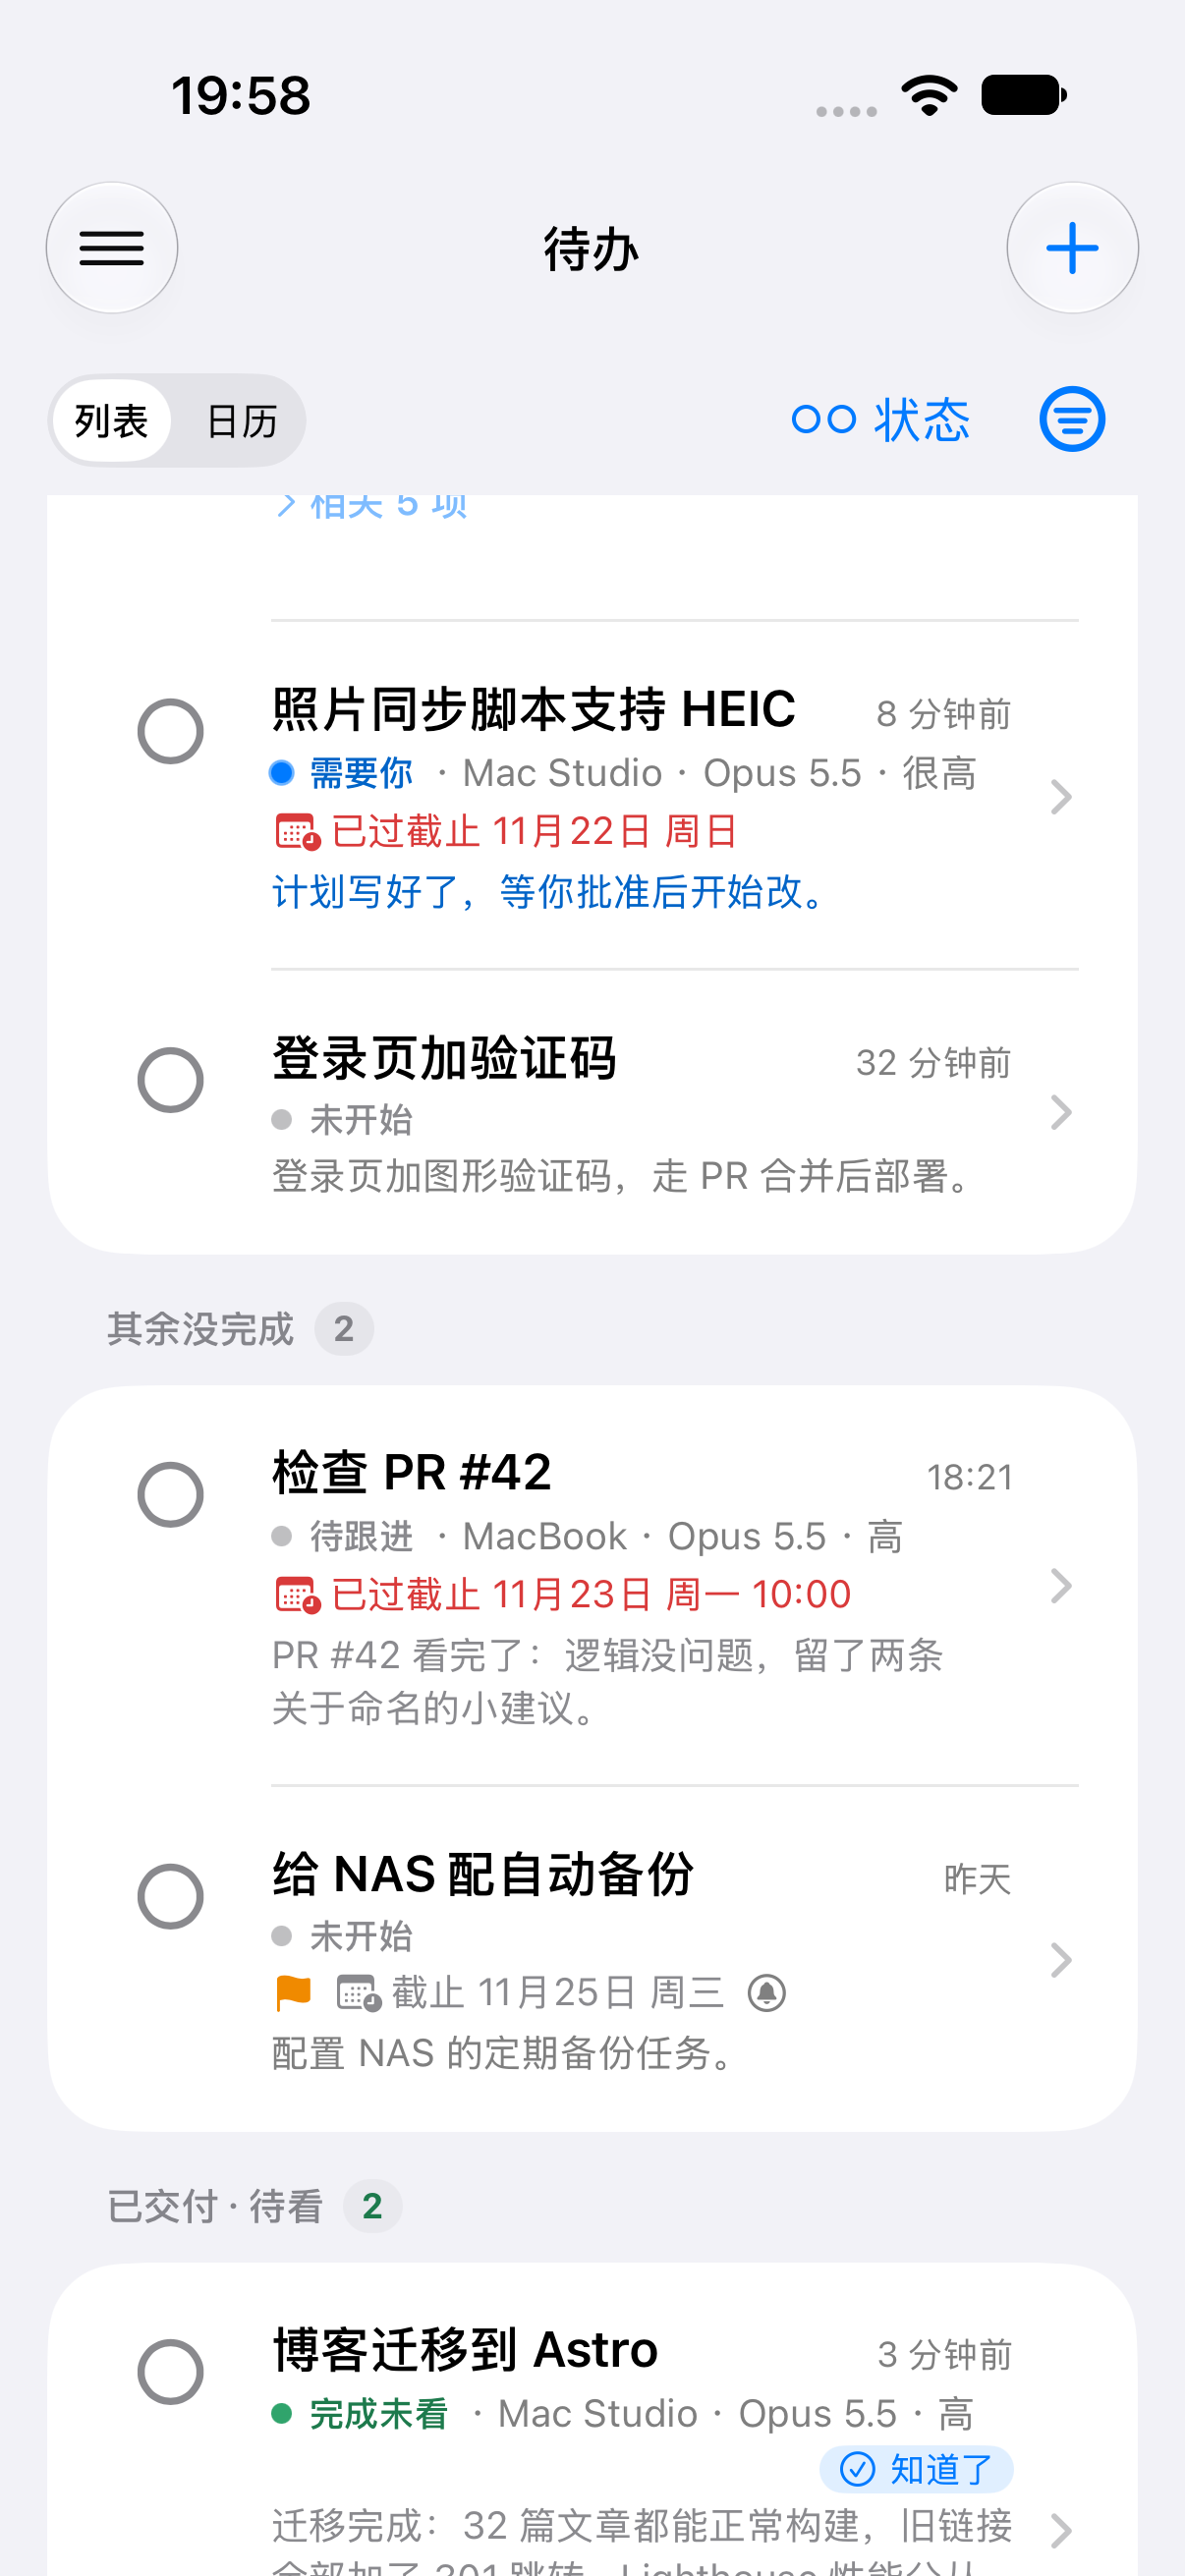 19:58
待办
列表 日历 状态
相关 5 项
照片同步脚本支持 HEIC 8 分钟前
需要你 · Mac Studio · Opus 5.5 · 很高
已过截止 11月22日 周日
计划写好了，等你批准后开始改。
登录页加验证码 32 分钟前
未开始
登录页加图形验证码，走 PR 合并后部署。
其余没完成 2
检查 PR #42 18:21
待跟进 · MacBook · Opus 5.5 · 高
已过截止 11月23日 周一 10:00
PR #42 看完了：逻辑没问题，留了两条
关于命名的小建议。
给 NAS 配自动备份 昨天
未开始
截止 11月25日 周三
配置 NAS 的定期备份任务。
已交付 · 待看 2
博客迁移到 Astro 3 分钟前
完成未看 · Mac Studio · Opus 5.5 · 高
知道了
迁移完成：32 篇文章都能正常构建，旧链接